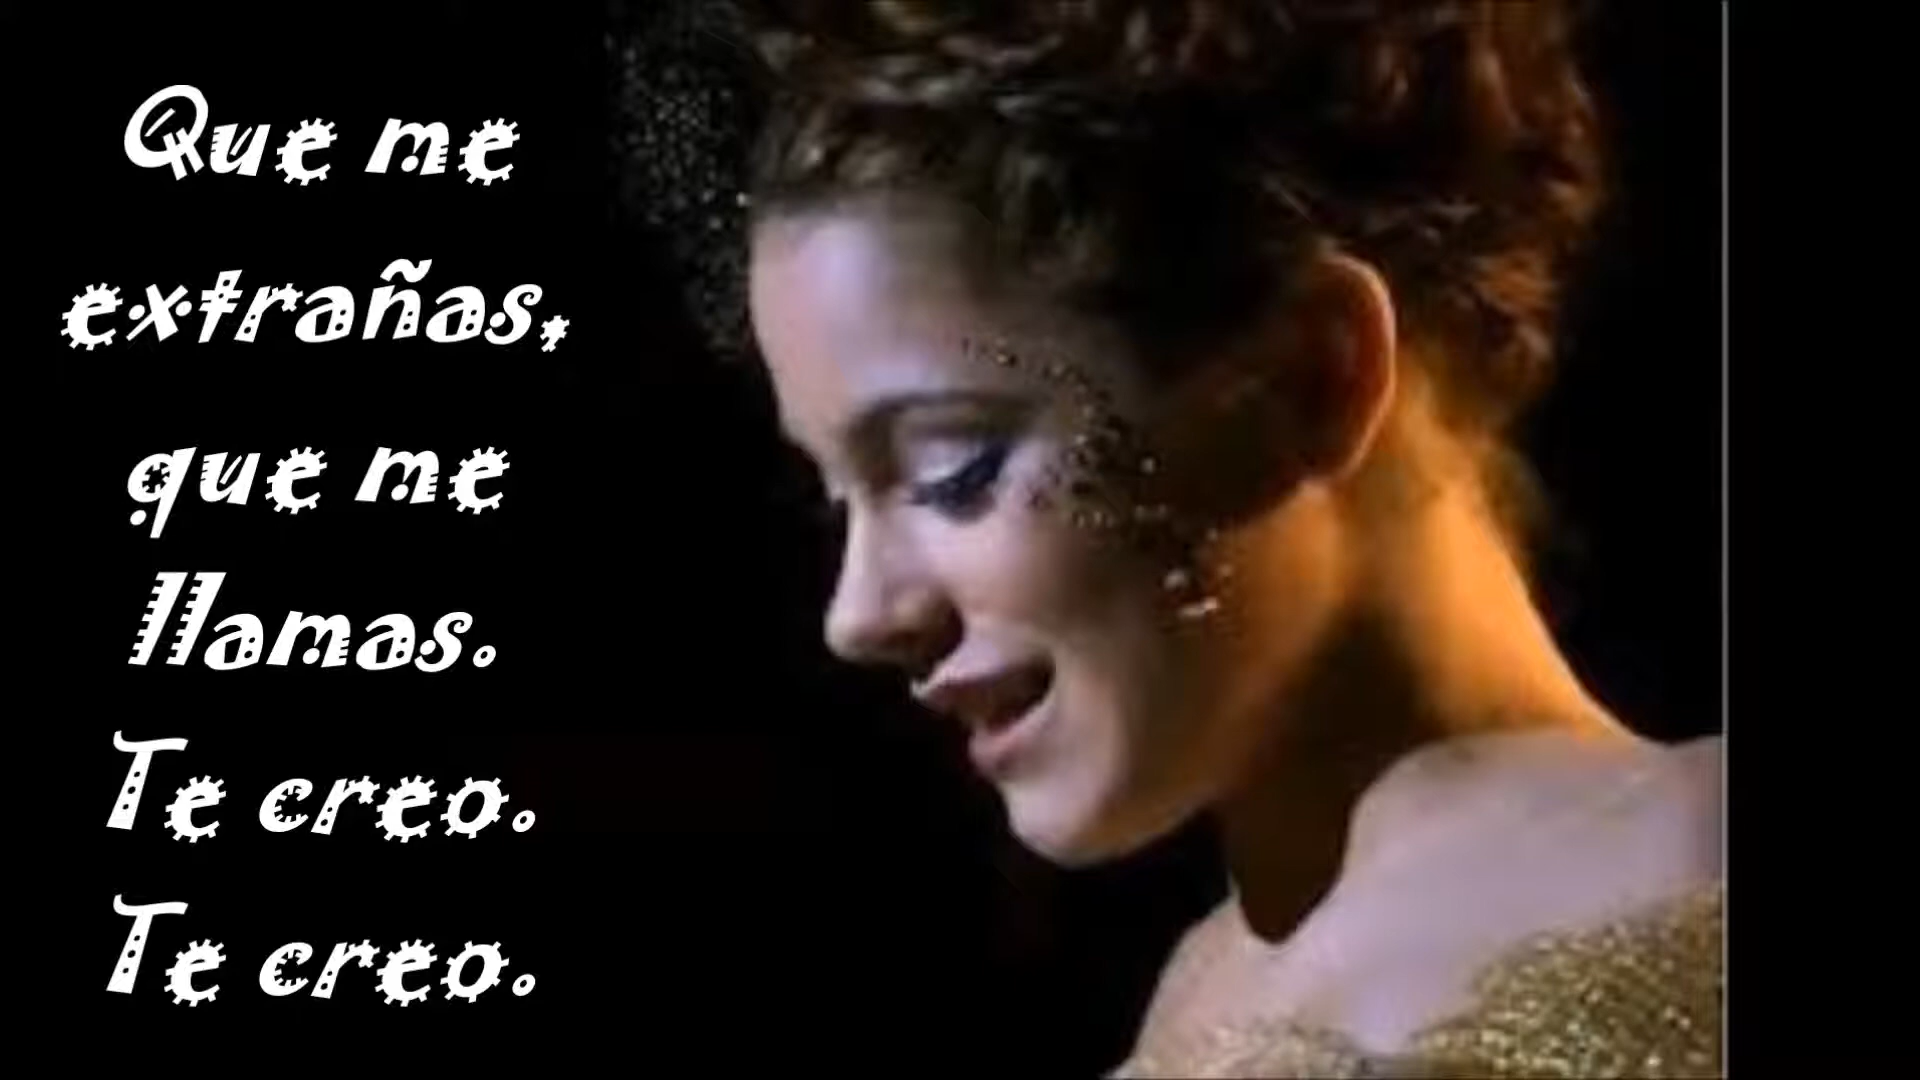 Que me
extrañas,
que me
llamas.
Te creo.
Te creo.